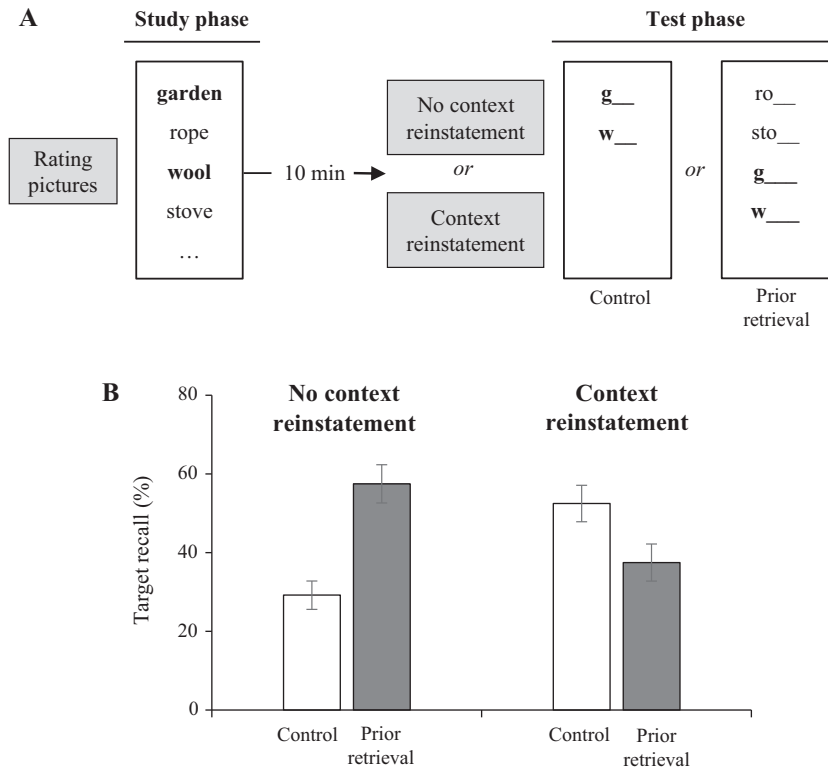 A
Study phase
Test phase
Rating
pictures
garden
rope
wool
stove
…
10 min
No context
reinstatement
or
Context
reinstatement
g__
w__
Control
or
ro__
sto__
g___
w___
Prior
retrieval
B
No context
reinstatement
Context
reinstatement
Target recall (%)
80
60
40
20
0
Control
Prior
retrieval
Control
Prior
retrieval